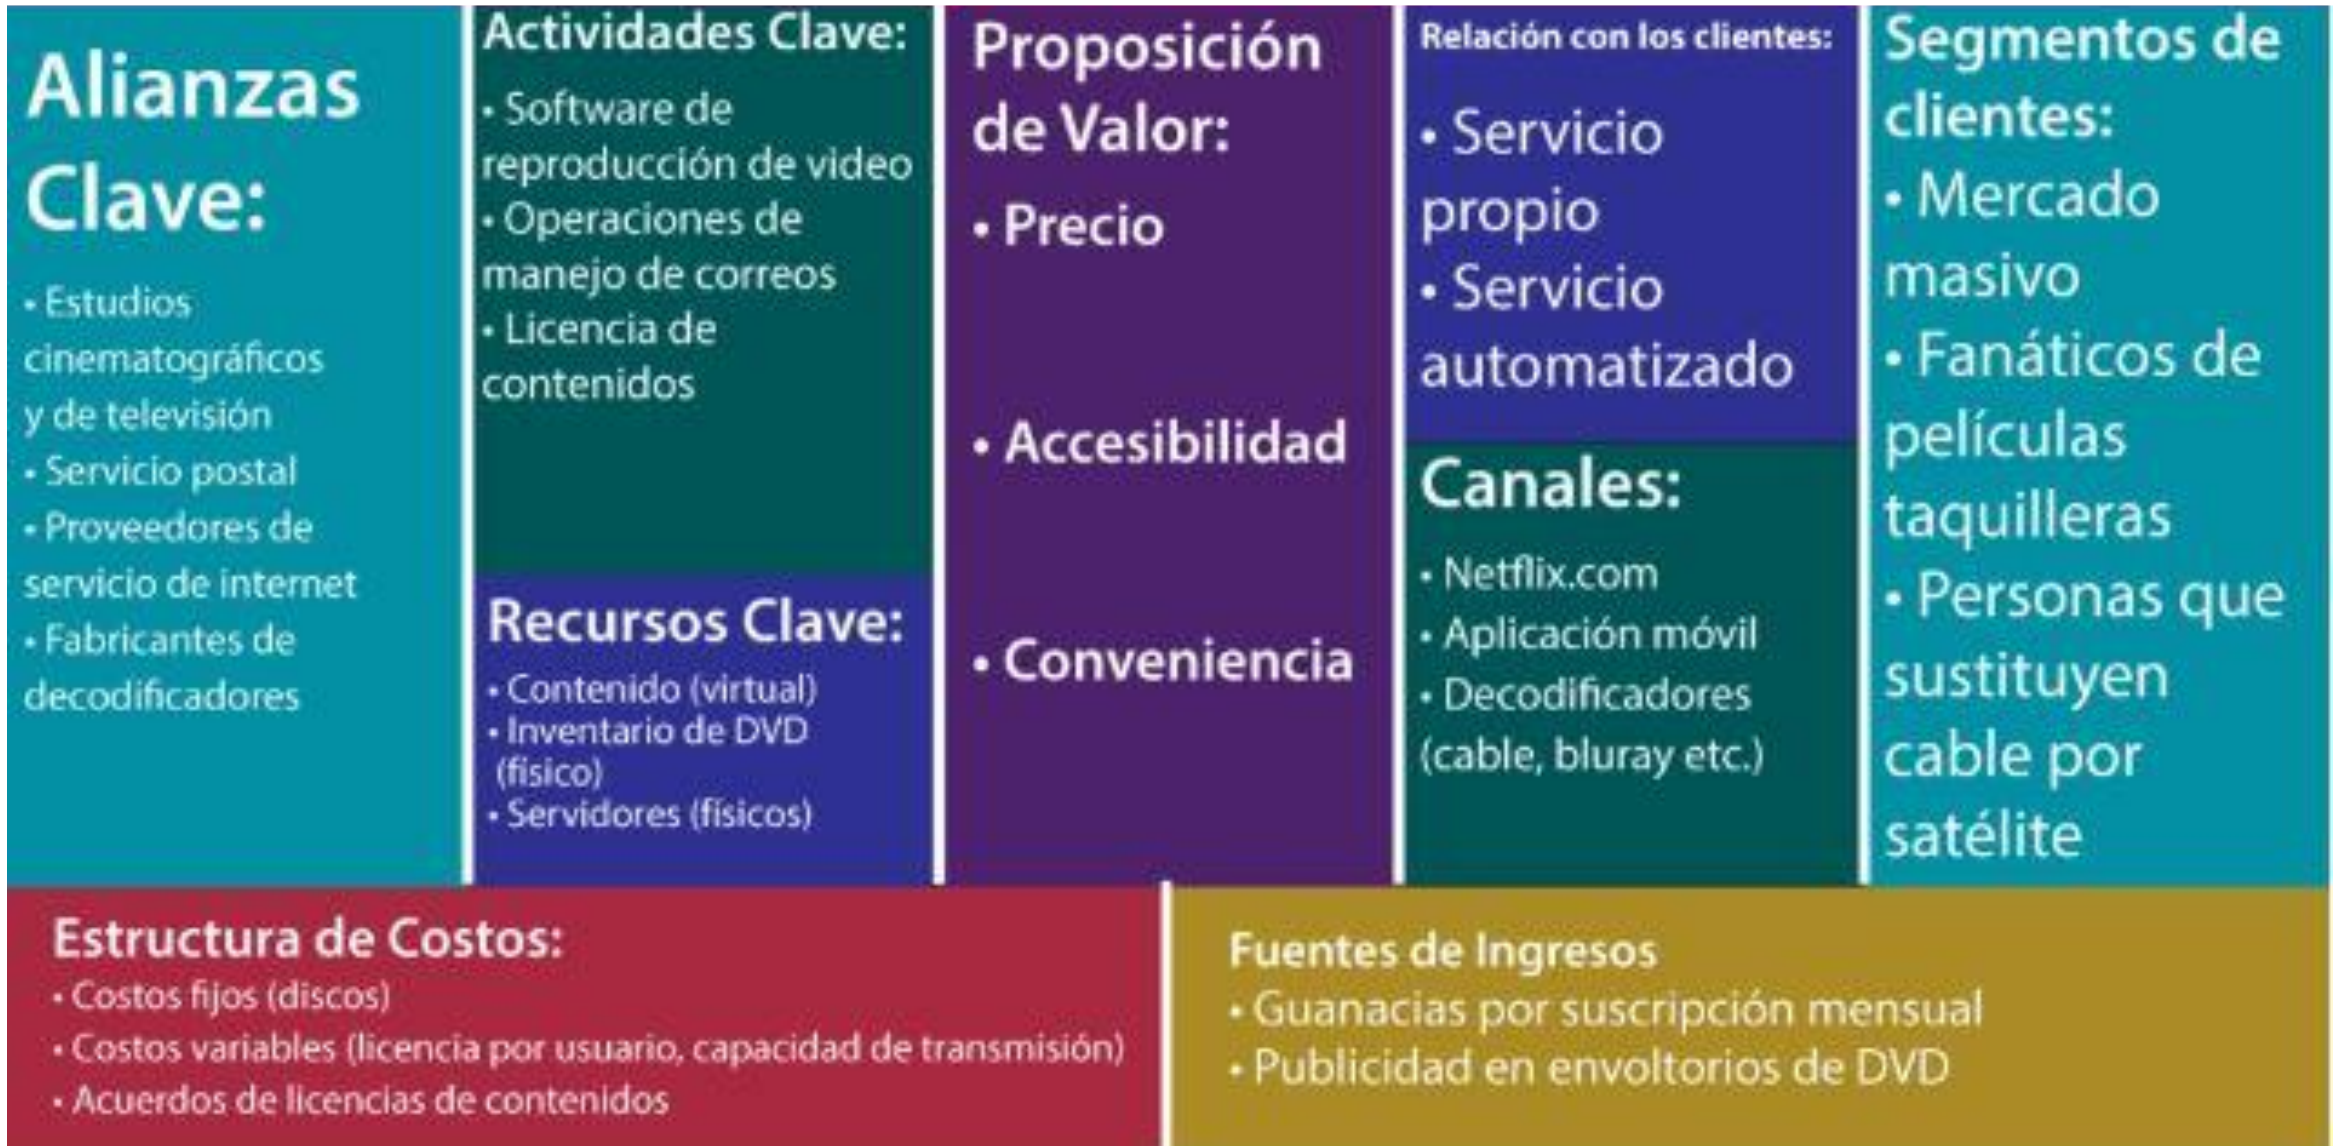 Alianzas
Clave:
• Estudios
cinematográficos
y de televisión
• Servicio postal
• Proveedores de
servicio de internet
• Fabricantes de
decodificadores
Actividades Clave:
• Software de
reproducción de video
• Operaciones de
manejo de correos
• Licencia de
contenidos
Recursos Clave:
• Contenido (virtual)
• Inventario de DVD
(físico)
• Servidores (físicos)
Proposición
de Valor:
• Precio
• Accesibilidad
• Conveniencia
Relación con los clientes:
• Servicio
propio
• Servicio
automatizado
Canales:
• Netflix.com
• Aplicación móvil
• Decodificadores
(cable, bluray etc.)
Segmentos de
clientes:
• Mercado
masivo
• Fanáticos de
películas
taquilleras
• Personas que
sustituyen
cable por
satélite
Estructura de Costos:
• Costos fijos (discos)
• Costos variables (licencia por usuario, capacidad de transmisión)
• Acuerdos de licencias de contenidos
Fuentes de Ingresos
• Guanacias por suscripción mensual
• Publicidad en envoltorios de DVD